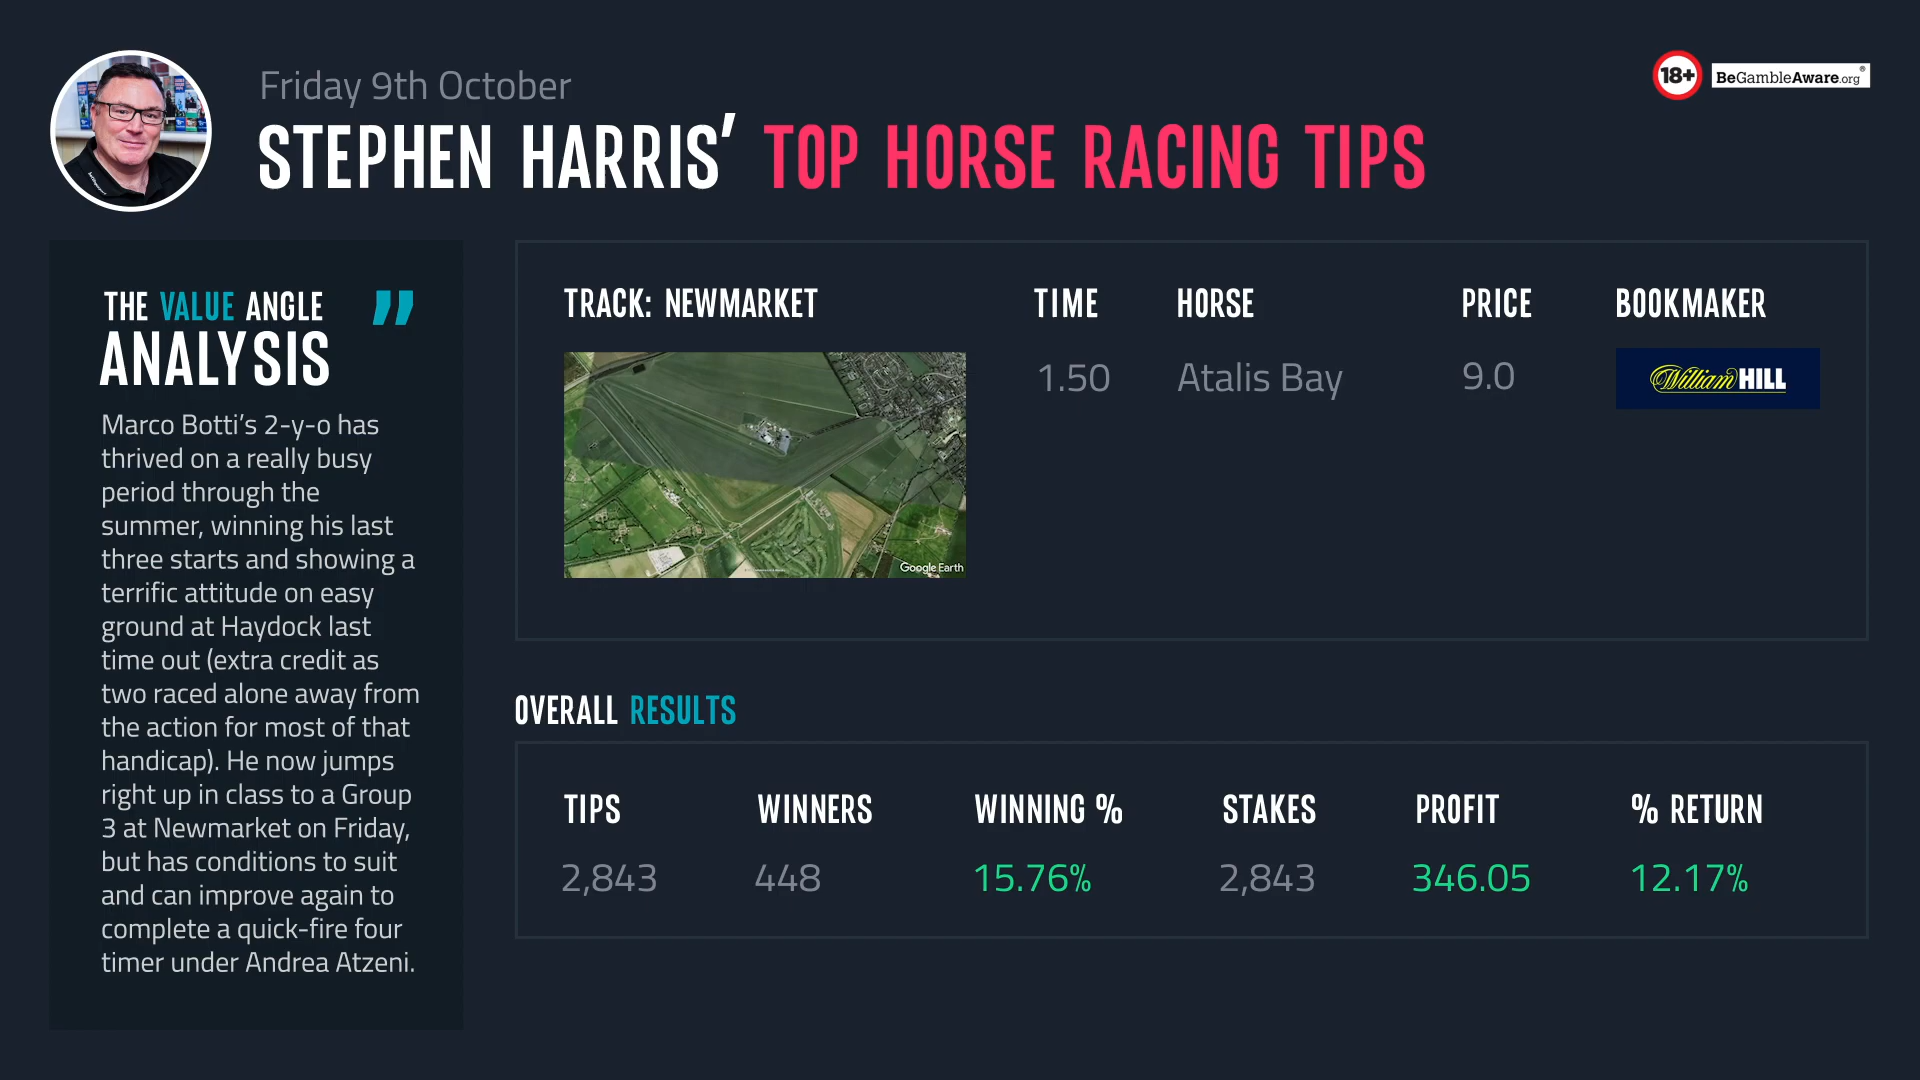 Friday 9th October
STEPHEN HARRIS’ TOP HORSE RACING TIPS
18+
BeGambleAware.org®
THE VALUE ANGLE
ANALYSIS
Marco Botti’s 2-y-o has
thrived on a really busy
period through the
summer, winning his last
three starts and showing a
terrific attitude on easy
ground at Haydock last
time out (extra credit as
two raced alone away from
the action for most of that
handicap). He now jumps
right up in class to a Group
3 at Newmarket on Friday,
but has conditions to suit
and can improve again to
complete a quick-fire four
timer under Andrea Atzeni.
TRACK: NEWMARKET TIME HORSE PRICE BOOKMAKER
1.50 Atalis Bay 9.0 William HILL
Google Earth
OVERALL RESULTS
TIPS WINNERS WINNING % STAKES PROFIT % RETURN
2,843 448 15.76% 2,843 346.05 12.17%